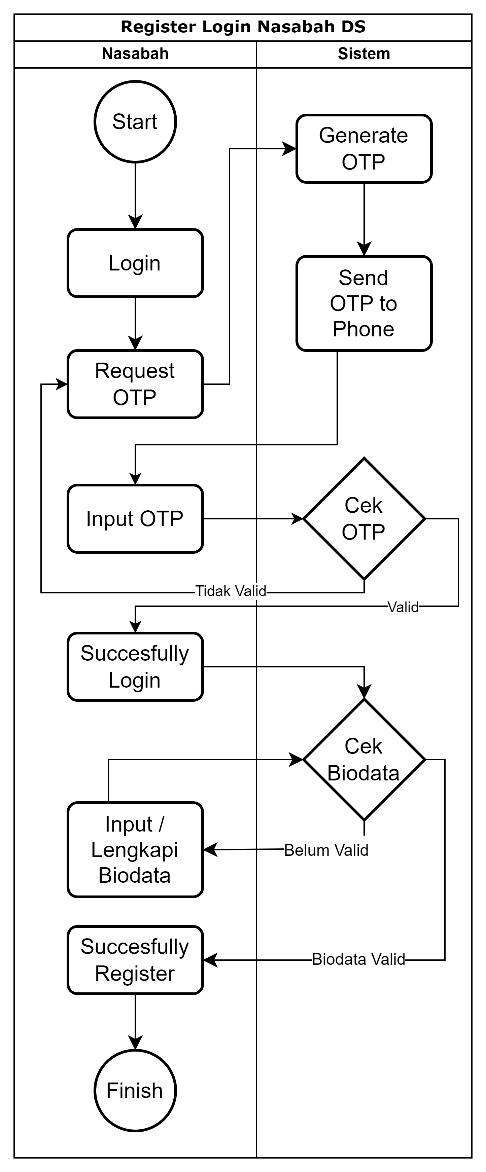 Register Login Nasabah DS
Nasabah
Sistem
Start
Generate
OTP
Login
Send
OTP to
Phone
Request
OTP
Input OTP
Cek
OTP
Tidak Valid
Valid
Succesfully
Login
Cek
Biodata
Input /
Lengkapi
Biodata
Belum Valid
Succesfully
Register
Biodata Valid
Finish